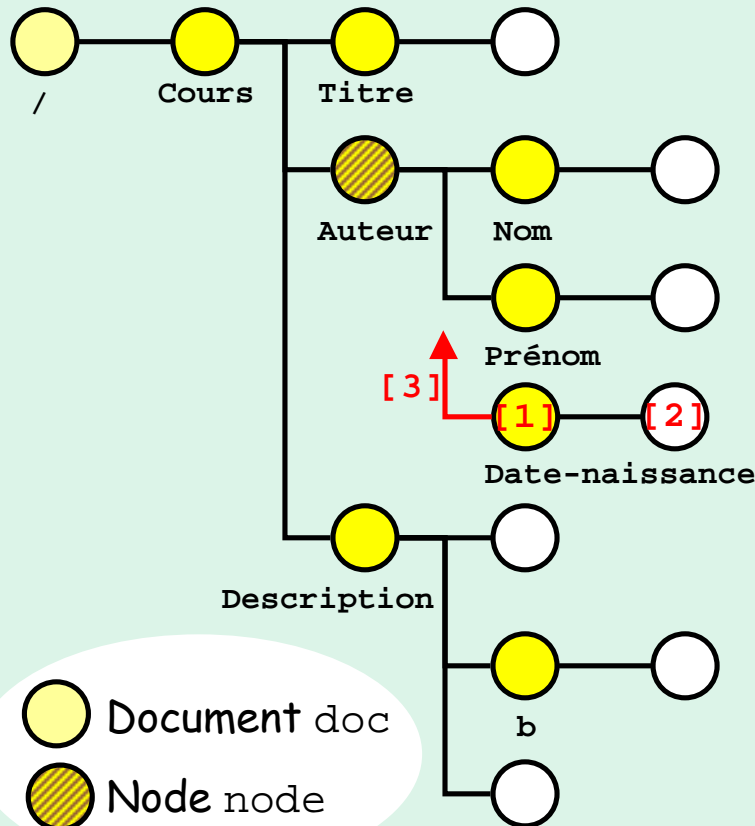 /
Cours
Titre
Auteur
Nom
Prénom
[3]
[1]
[2]
Date-naissance
Description
b
Document doc
Node node